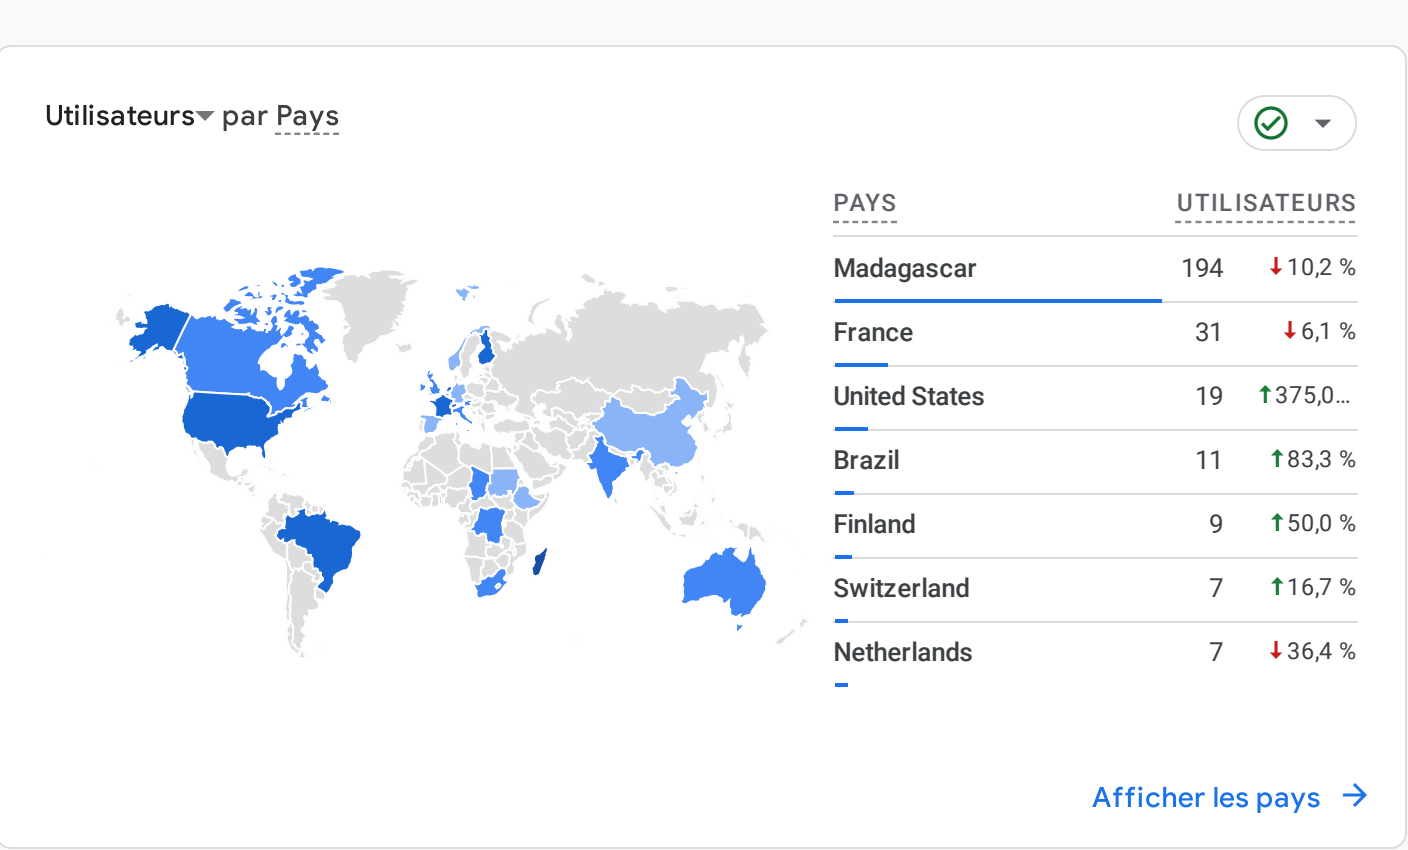 Utilisateurs par Pays
PAYS UTILISATEURS
Madagascar 194 ↓ 10,2 %
France 31 ↓ 6,1 %
United States 19 ↑ 375,0...
Brazil 11 ↑ 83,3 %
Finland 9 ↑ 50,0 %
Switzerland 7 ↑ 16,7 %
Netherlands 7 ↓ 36,4 %
Afficher les pays →